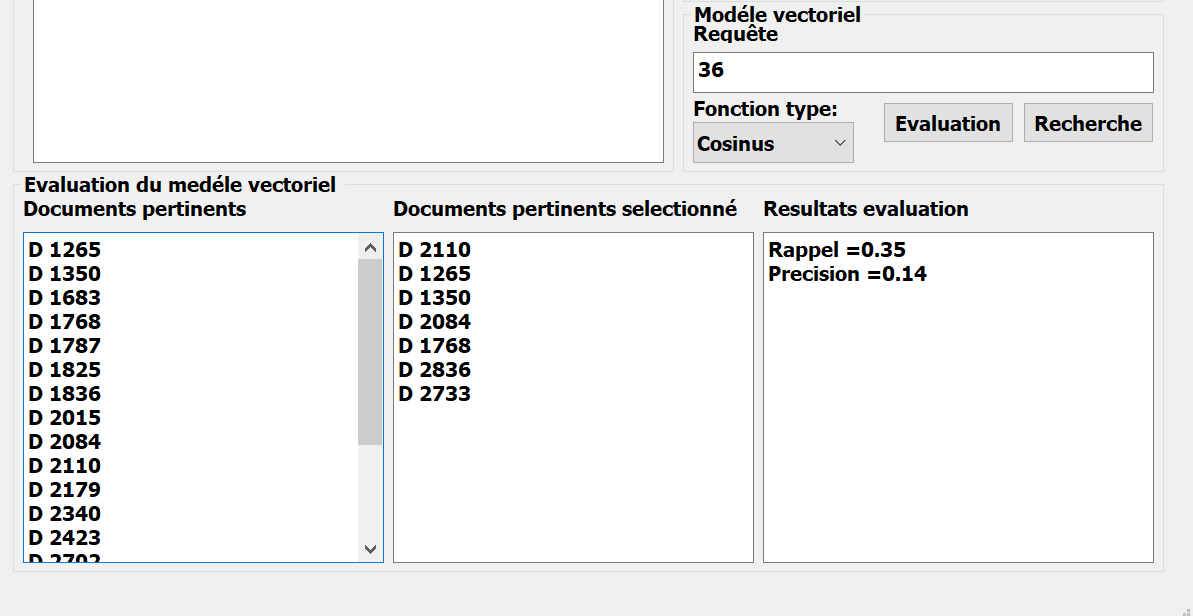 Modéle vectoriel
Requête
36
Fonction type:
Cosinus
Evaluation
Recherche
Evaluation du medéle vectoriel
Documents pertinents
D 1265
D 1350
D 1683
D 1768
D 1787
D 1825
D 1836
D 2015
D 2084
D 2110
D 2179
D 2340
D 2423
D 2702
Documents pertinents selectionné
D 2110
D 1265
D 1350
D 2084
D 1768
D 2836
D 2733
Resultats evaluation
Rappel =0.35
Precision =0.14